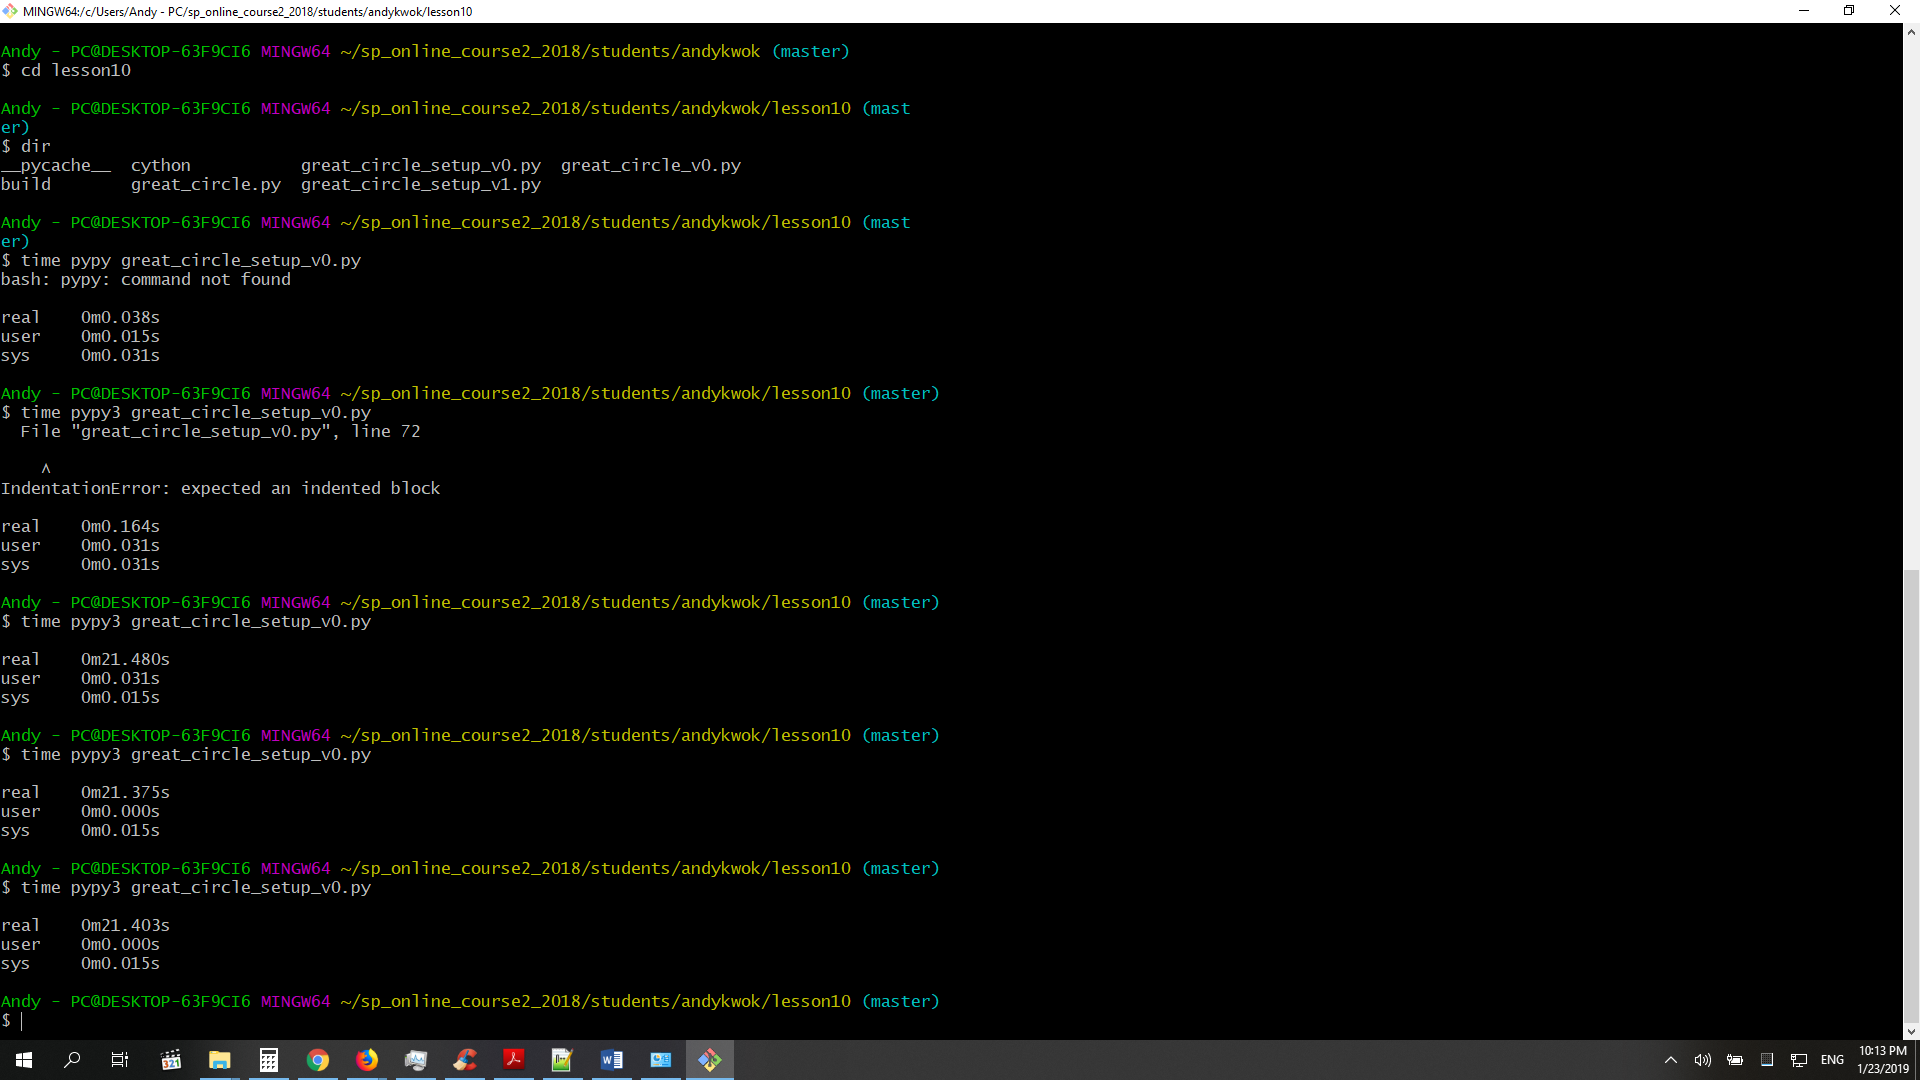 MINGW64:/c/Users/Andy - PC/sp_online_course2_2018/students/andykwok/lesson10
Andy - PC@DESKTOP-63F9CI6 MINGW64 ~/sp_online_course2_2018/students/andykwok (master)
$ cd lesson10
Andy - PC@DESKTOP-63F9CI6 MINGW64 ~/sp_online_course2_2018/students/andykwok/lesson10 (mast
er)
$ dir
__pycache__  cython           great_circle_setup_v0.py  great_circle_v0.py
build        great_circle.py  great_circle_setup_v1.py
Andy - PC@DESKTOP-63F9CI6 MINGW64 ~/sp_online_course2_2018/students/andykwok/lesson10 (mast
er)
$ time pypy great_circle_setup_v0.py
bash: pypy: command not found
real    0m0.038s
user    0m0.015s
sys     0m0.031s
Andy - PC@DESKTOP-63F9CI6 MINGW64 ~/sp_online_course2_2018/students/andykwok/lesson10 (master)
$ time pypy3 great_circle_setup_v0.py
  File "great_circle_setup_v0.py", line 72
    ^
IndentationError: expected an indented block
real    0m0.164s
user    0m0.031s
sys     0m0.031s
Andy - PC@DESKTOP-63F9CI6 MINGW64 ~/sp_online_course2_2018/students/andykwok/lesson10 (master)
$ time pypy3 great_circle_setup_v0.py
real    0m21.480s
user    0m0.031s
sys     0m0.015s
Andy - PC@DESKTOP-63F9CI6 MINGW64 ~/sp_online_course2_2018/students/andykwok/lesson10 (master)
$ time pypy3 great_circle_setup_v0.py
real    0m21.375s
user    0m0.000s
sys     0m0.015s
Andy - PC@DESKTOP-63F9CI6 MINGW64 ~/sp_online_course2_2018/students/andykwok/lesson10 (master)
$ time pypy3 great_circle_setup_v0.py
real    0m21.403s
user    0m0.000s
sys     0m0.015s
Andy - PC@DESKTOP-63F9CI6 MINGW64 ~/sp_online_course2_2018/students/andykwok/lesson10 (master)
$
321
ENG
10:13 PM
1/23/2019